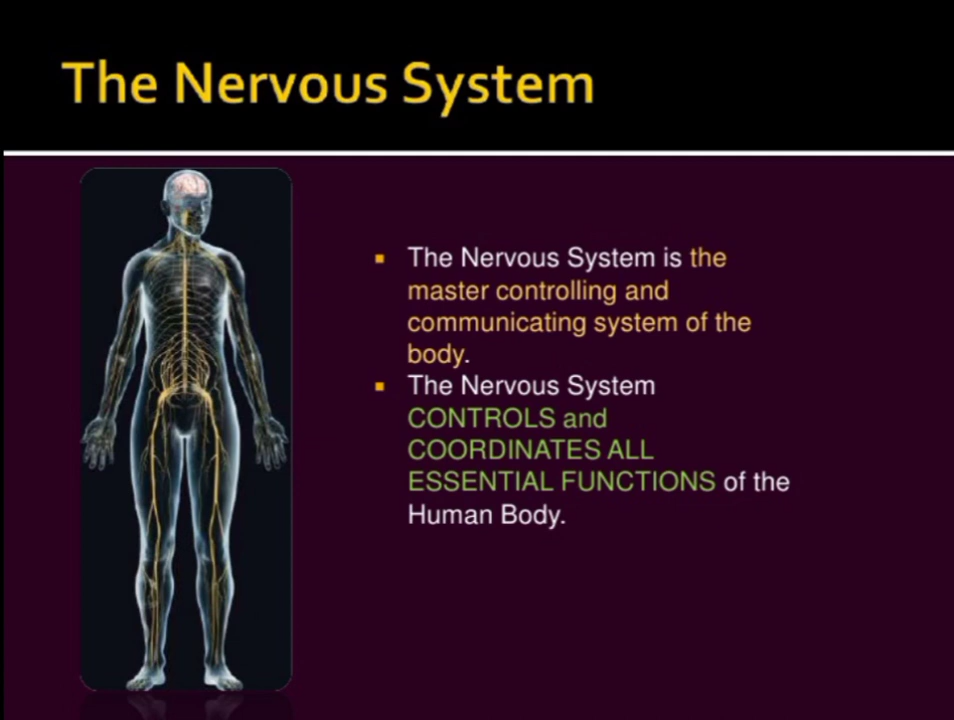 The Nervous System
▪ The Nervous System is the
master controlling and
communicating system of the
body.
▪ The Nervous System
CONTROLS and
COORDINATES ALL
ESSENTIAL FUNCTIONS of the
Human Body.